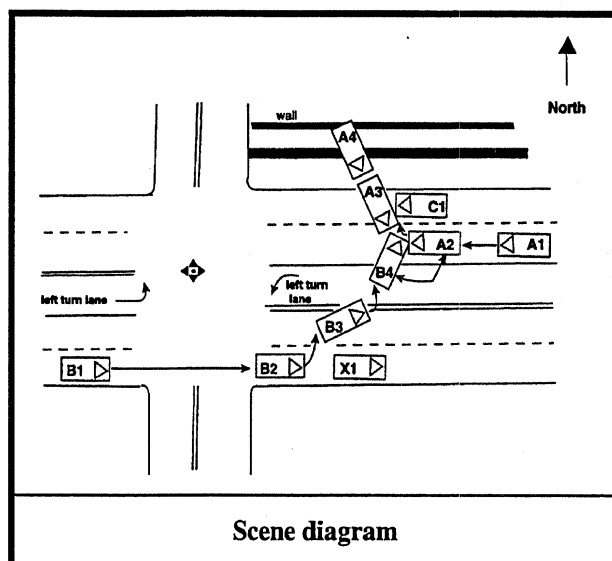 North
wall
A4
A3
C1
A2
A1
B4
left turn lane
left turn
lane
B3
B1
B2
X1
Scene diagram